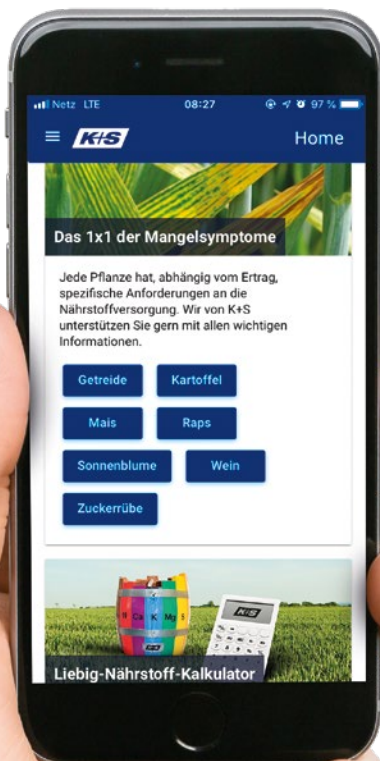 Netz LTE 08:27 97 %
K+S Home
Das 1x1 der Mangelsymptome
Jede Pflanze hat, abhängig vom Ertrag,
spezifische Anforderungen an die
Nährstoffversorgung. Wir von K+S
unterstützen Sie gern mit allen wichtigen
Informationen.
Getreide Kartoffel
Mais Raps
Sonnenblume Wein
Zuckerrübe
Ca K Mg S
K+S
K+S
Liebig-Nährstoff-Kalkulator